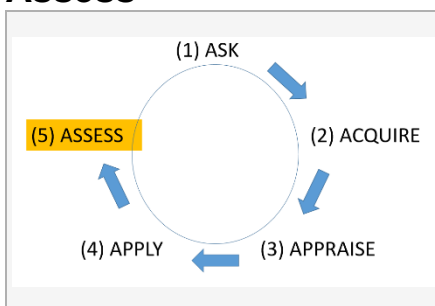 Assess
(1) ASK
(2) ACQUIRE
(3) APPRAISE
(4) APPLY
(5) ASSESS